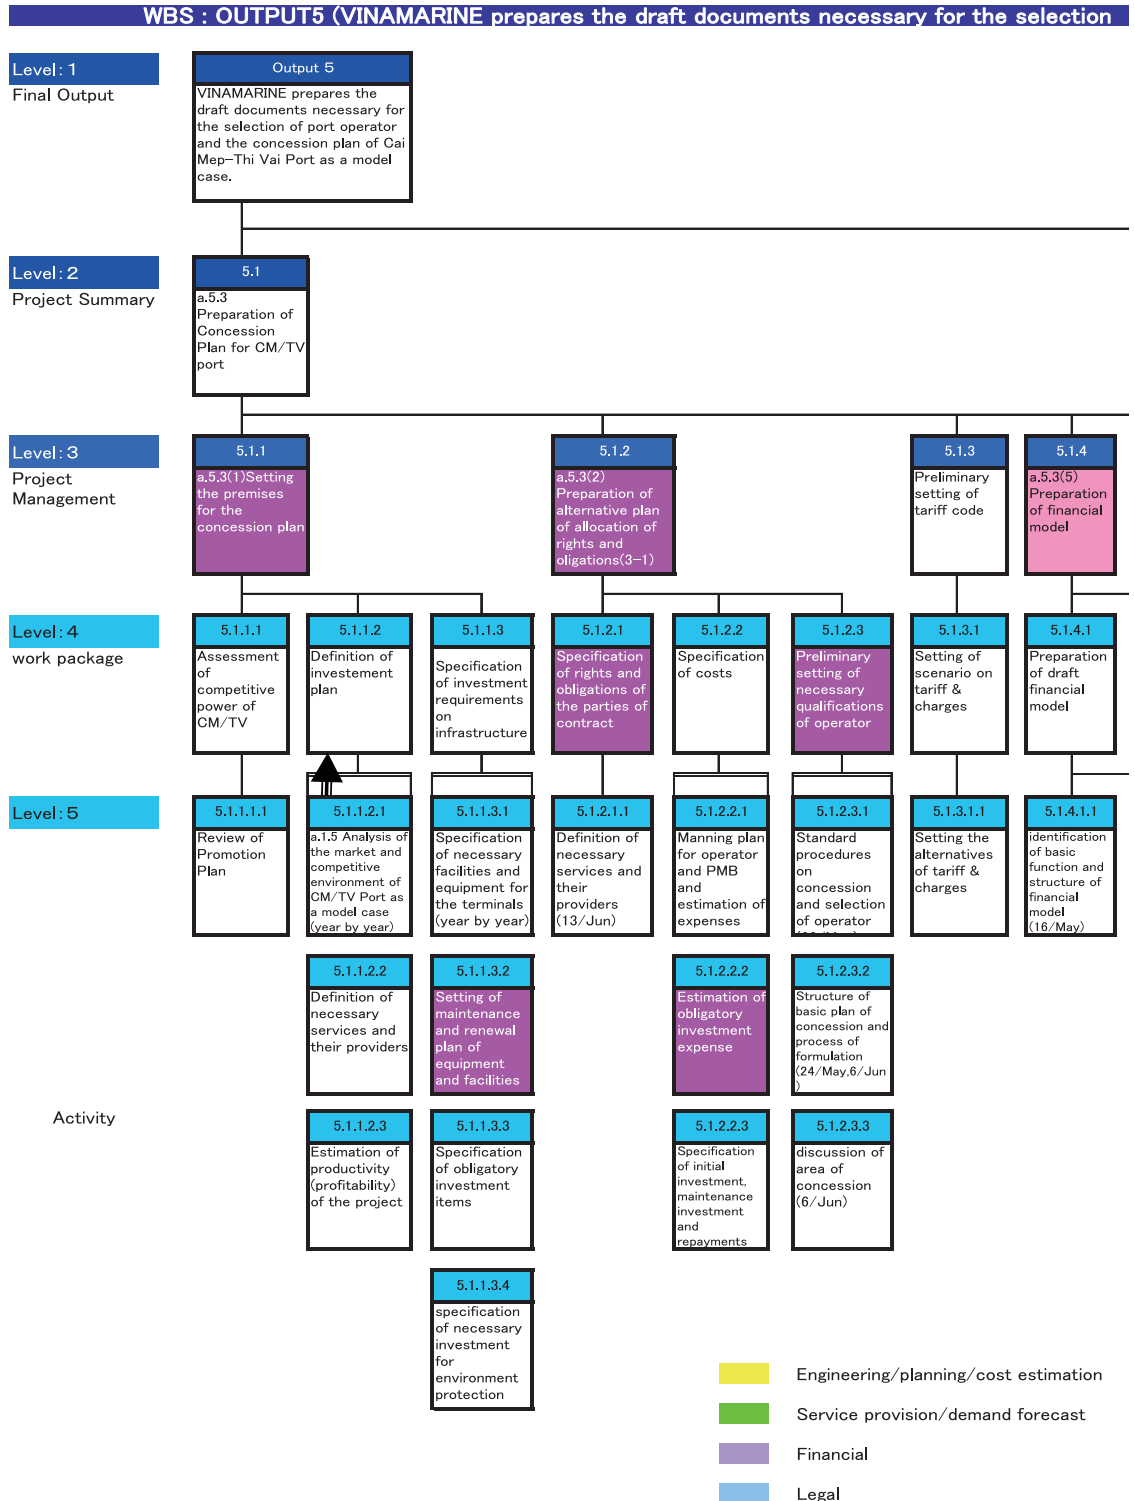 WBS : OUTPUT5 (VINAMARINE prepares the draft documents necessary for the selection
Level: 1
Final Output
Output 5
VINAMARINE prepares the
draft documents necessary for
the selection of port operator
and the concession plan of Cai
Mep-Thi Vai Port as a model
case.
Level: 2
Project Summary
5.1
a.5.3
Preparation of
Concession
Plan for CM/TV
port
Level: 3
Project
Management
5.1.1
a.5.3(1)Setting
the premises
for the
concession plan
5.1.2
a.5.3(2)
Preparation of
alternative plan
of allocation of
rights and
oligations(3-1)
5.1.3
Preliminary
setting of
tariff code
5.1.4
a.5.3(5)
Preparation
of financial
model
Level: 4
work package
5.1.1.1
Assessment
of
competitive
power of
CM/TV
5.1.1.2
Definition of
investement
plan
5.1.1.3
Specification
of investment
requirements
on
infrastructure
5.1.2.1
Specification
of rights and
obligations of
the parties of
contract
5.1.2.2
Specification
of costs
5.1.2.3
Preliminary
setting of
necessary
qualifications
of operator
5.1.3.1
Setting of
scenario on
tariff &
charges
5.1.4.1
Preparation
of draft
financial
model
Level: 5
5.1.1.1.1
Review of
Promotion
Plan
5.1.1.2.1
a.1.5 Analysis of
the market and
competitive
environment of
CM/TV Port as
a model case
(year by year)
5.1.1.3.1
Specification
of necessary
facilities and
equipment for
the terminals
(year by year)
5.1.2.1.1
Definition of
necessary
services and
their
providers
(13/Jun)
5.1.2.2.1
Manning plan
for operator
and PMB
and
estimation of
expenses
5.1.2.3.1
Standard
procedures
on
concession
and selection
of operator
5.1.3.1.1
Setting the
alternatives
of tariff &
charges
5.1.4.1.1
identification
of basic
function and
structure of
financial
model
(16/May)
5.1.1.2.2
Definition of
necessary
services and
their providers
5.1.1.3.2
Setting of
maintenance
and renewal
plan of
equipment
and facilities
5.1.2.2.2
Estimation of
obligatory
investment
expense
5.1.2.3.2
Structure of
basic plan of
concession and
process of
formulation
(24/May,6/Jun
)
Activity
5.1.1.2.3
Estimation of
productivity
(profitability)
of the project
5.1.1.3.3
Specification
of obligatory
investment
items
5.1.2.2.3
Specification
of initial
investment,
maintenance
investment
and
repayments
5.1.2.3.3
discussion of
area of
concession
(6/Jun)
5.1.1.3.4
specification
of necessary
investment
for
environment
protection
Engineering/planning/cost estimation
Service provision/demand forecast
Financial
Legal